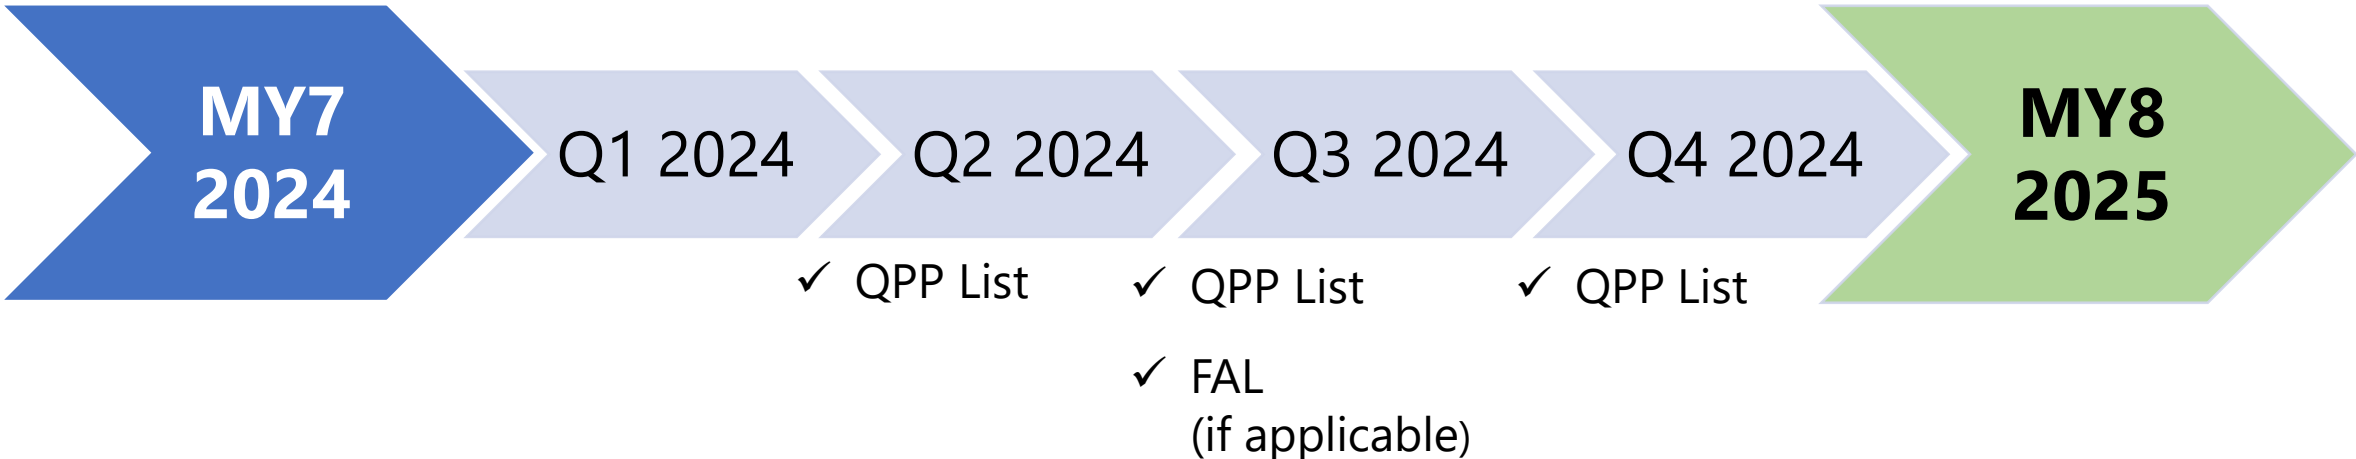 MY7
2024
Q1 2024
Q2 2024
Q3 2024
Q4 2024
MY8
2025
✓ QPP List
✓ QPP List
✓ QPP List
✓ FAL
(if applicable)